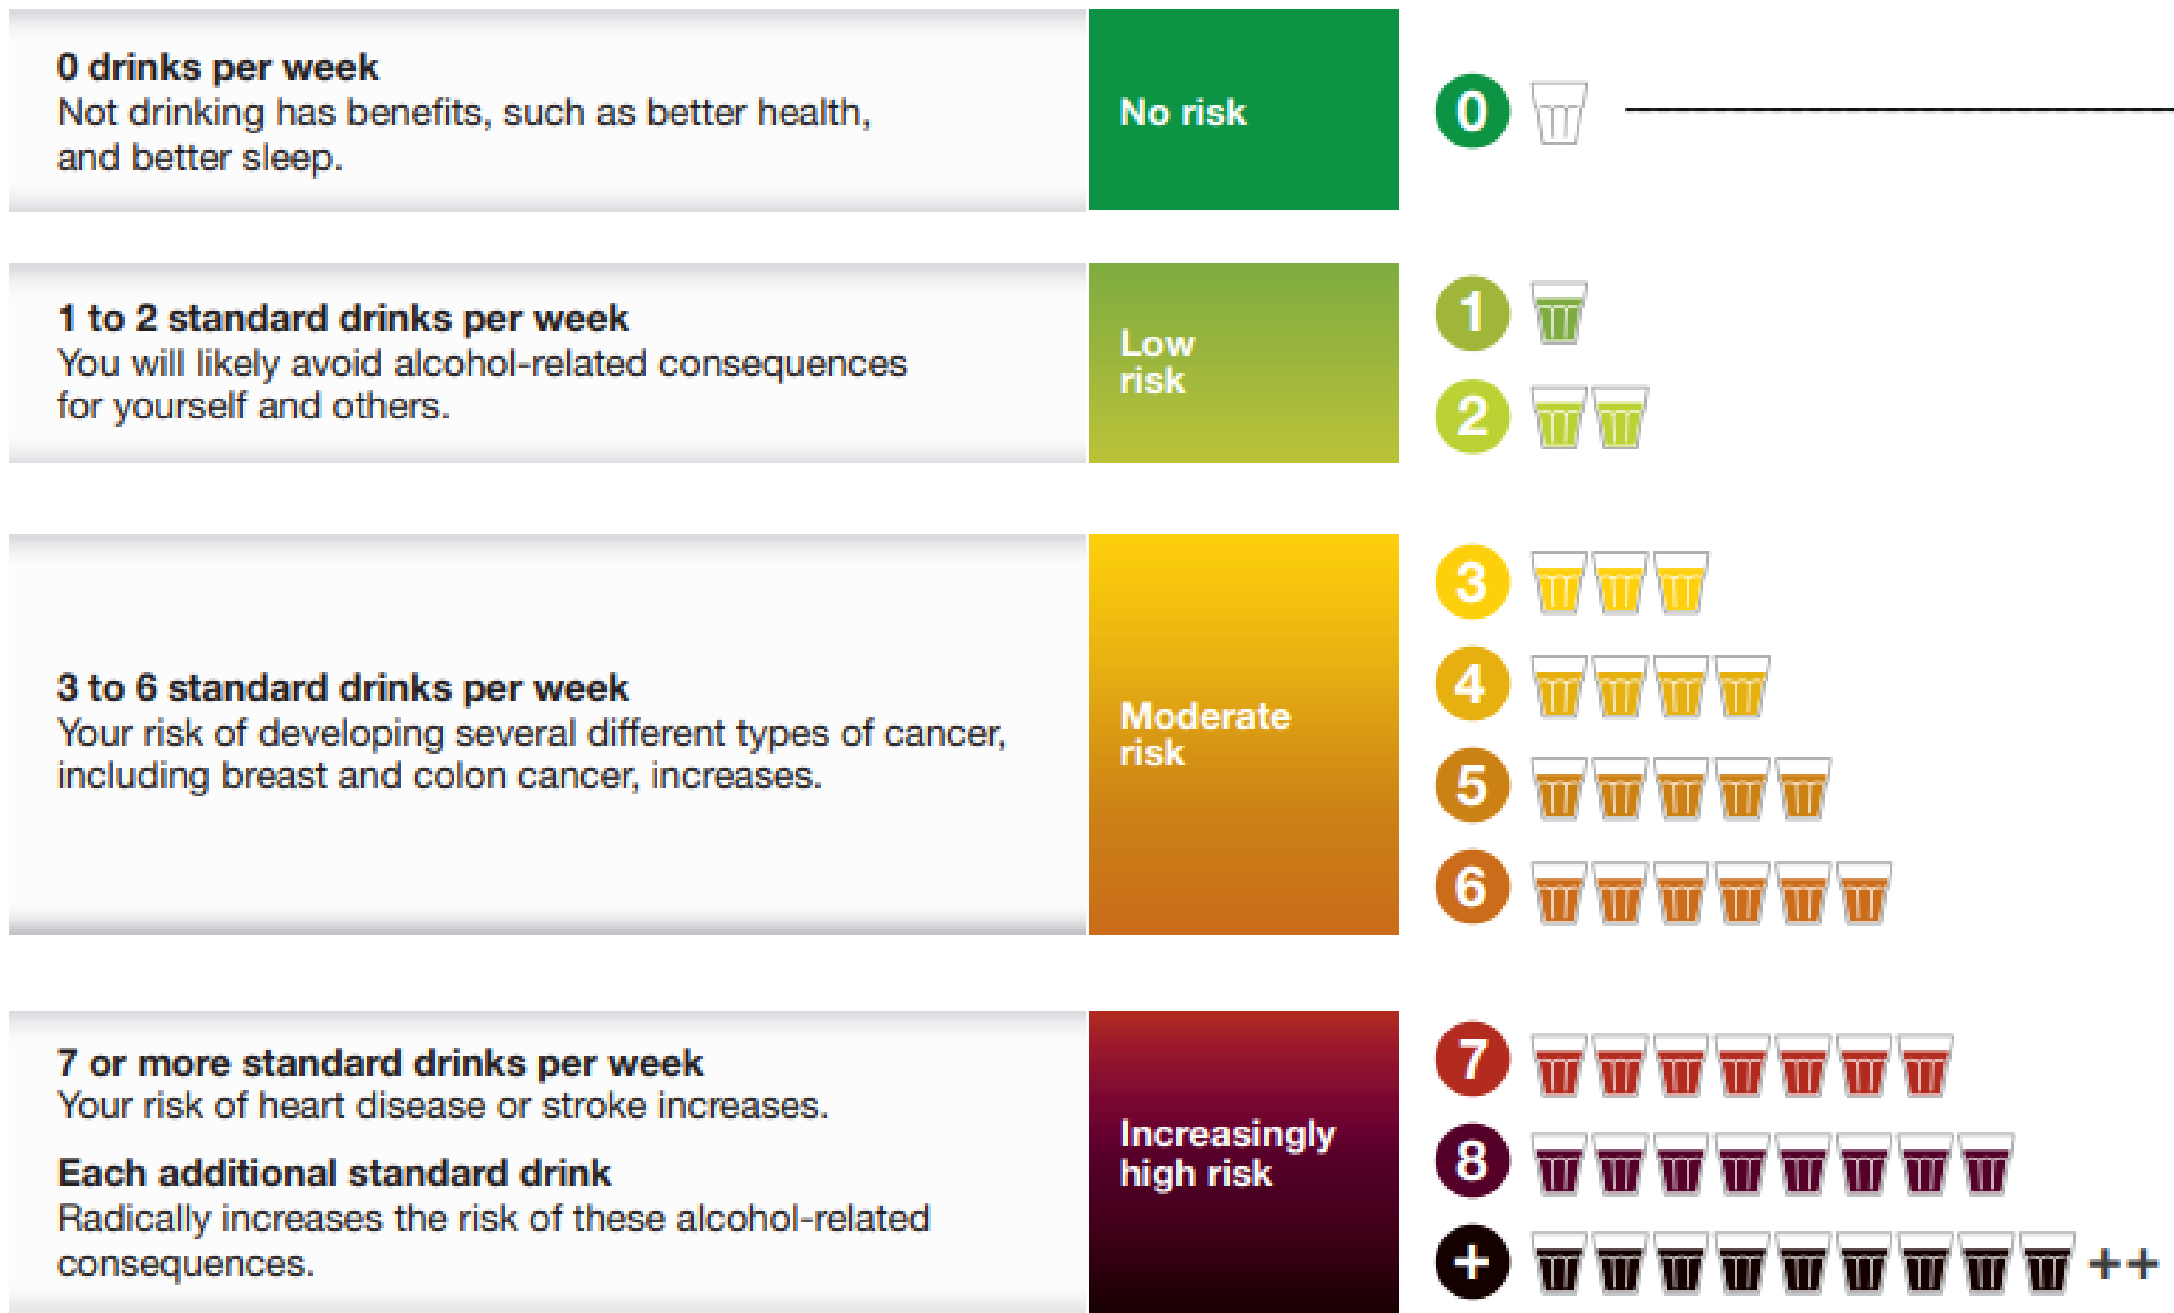 0 drinks per week
Not drinking has benefits, such as better health,
and better sleep.
No risk
0
1 to 2 standard drinks per week
You will likely avoid alcohol-related consequences
for yourself and others.
Low
risk
1
2
3 to 6 standard drinks per week
Your risk of developing several different types of cancer,
including breast and colon cancer, increases.
Moderate
risk
3
4
5
6
7 or more standard drinks per week
Your risk of heart disease or stroke increases.
Each additional standard drink
Radically increases the risk of these alcohol-related
consequences.
Increasingly
high risk
7
8
+
++